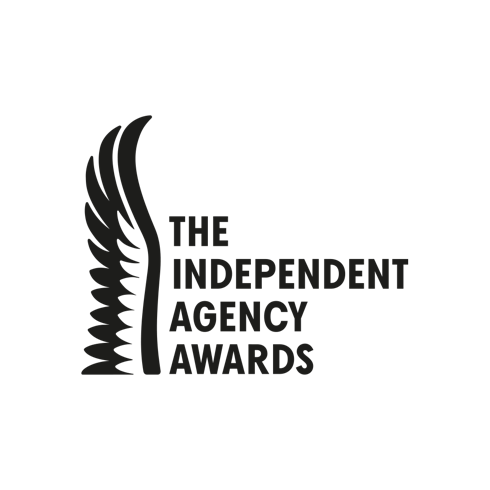 THE
INDEPENDENT
AGENCY
AWARDS